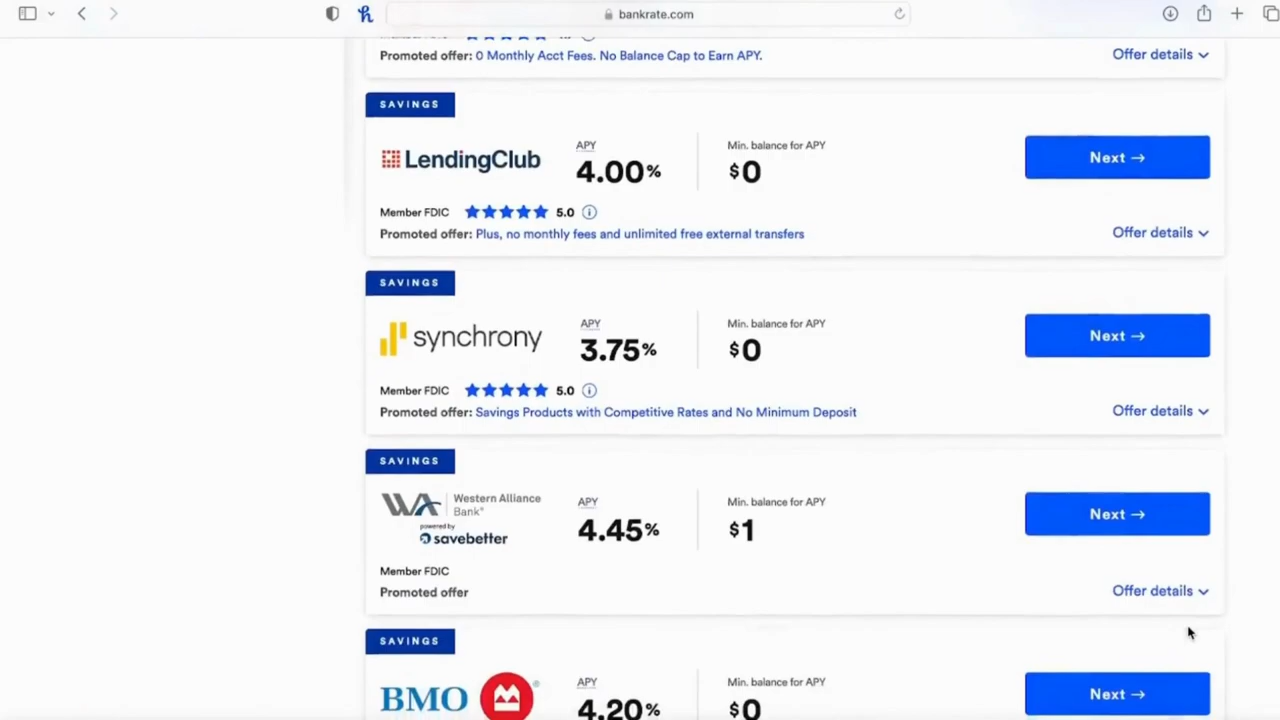 bankrate.com
Promoted offer: 0 Monthly Acct Fees. No Balance Cap to Earn APY.
Offer details
SAVINGS
LendingClub
APY
4.00%
Min. balance for APY
$0
Next →
Member FDIC
5.0
Promoted offer: Plus, no monthly fees and unlimited free external transfers
Offer details
SAVINGS
synchrony
APY
3.75%
Min. balance for APY
$0
Next →
Member FDIC
5.0
Promoted offer: Savings Products with Competitive Rates and No Minimum Deposit
Offer details
SAVINGS
WA
Western Alliance
Bank®
powered by
savebetter
APY
4.45%
Min. balance for APY
$1
Next →
Member FDIC
Promoted offer
Offer details
SAVINGS
BMO
APY
4.20%
Min. balance for APY
$0
Next →